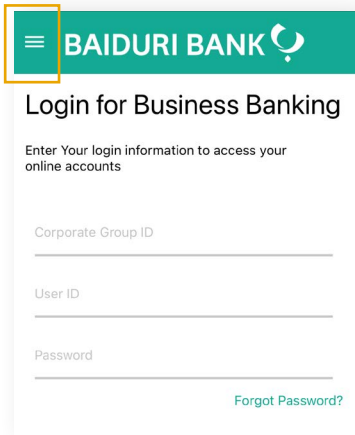 BAIDURI BANK
Login for Business Banking
Enter Your login information to access your
online accounts
Corporate Group ID
User ID
Password
Forgot Password?